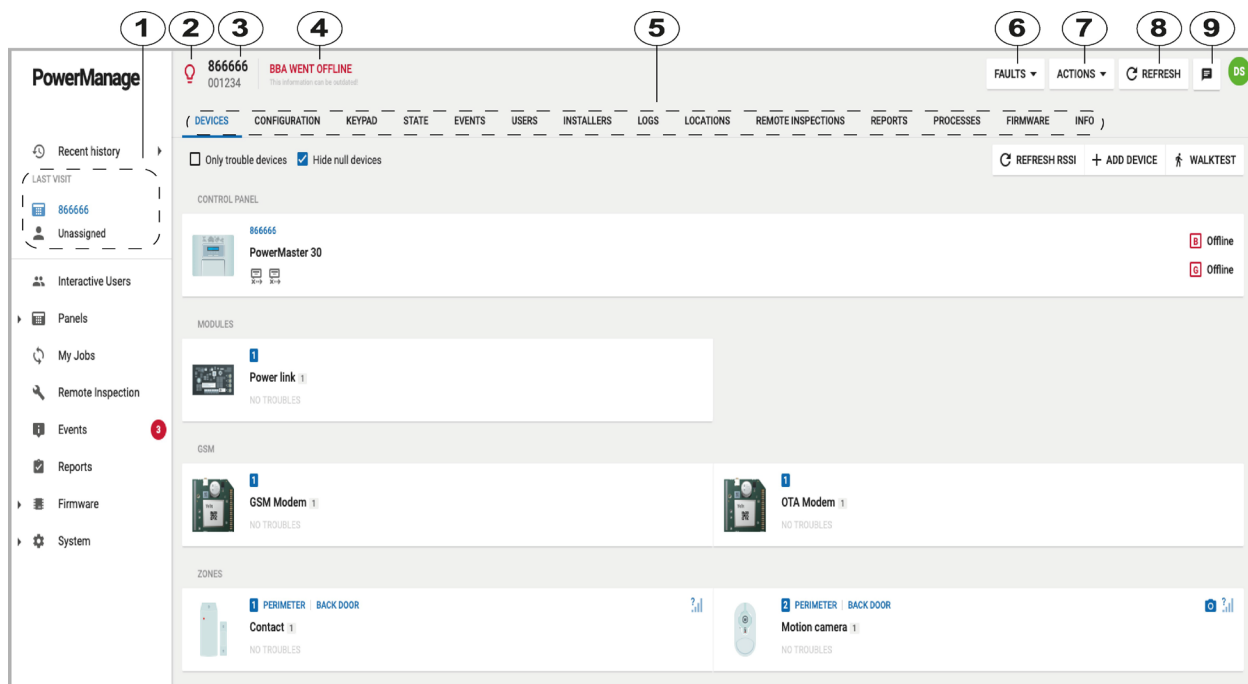 1 2 3 4 5 6 7 8 9
PowerManage
866666
001234
BBA WENT OFFLINE
This information can be outdated!
FAULTS
ACTIONS
REFRESH
DS
DEVICES CONFIGURATION KEYPAD STATE EVENTS USERS INSTALLERS LOGS LOCATIONS REMOTE INSPECTIONS REPORTS PROCESSES FIRMWARE INFO
Recent history
LAST VISIT
866666
Unassigned
Interactive Users
Panels
My Jobs
Remote Inspection
Events 3
Reports
Firmware
System
Only trouble devices Hide null devices
REFRESH RSSI + ADD DEVICE WALKTEST
CONTROL PANEL
866666
PowerMaster 30
B Offline
G Offline
MODULES
1
Power link 1
NO TROUBLES
GSM
1
GSM Modem 1
NO TROUBLES
1
OTA Modem 1
NO TROUBLES
ZONES
1 PERIMETER | BACK DOOR
?
Contact 1
NO TROUBLES
2 PERIMETER | BACK DOOR
?
Motion camera 1
NO TROUBLES